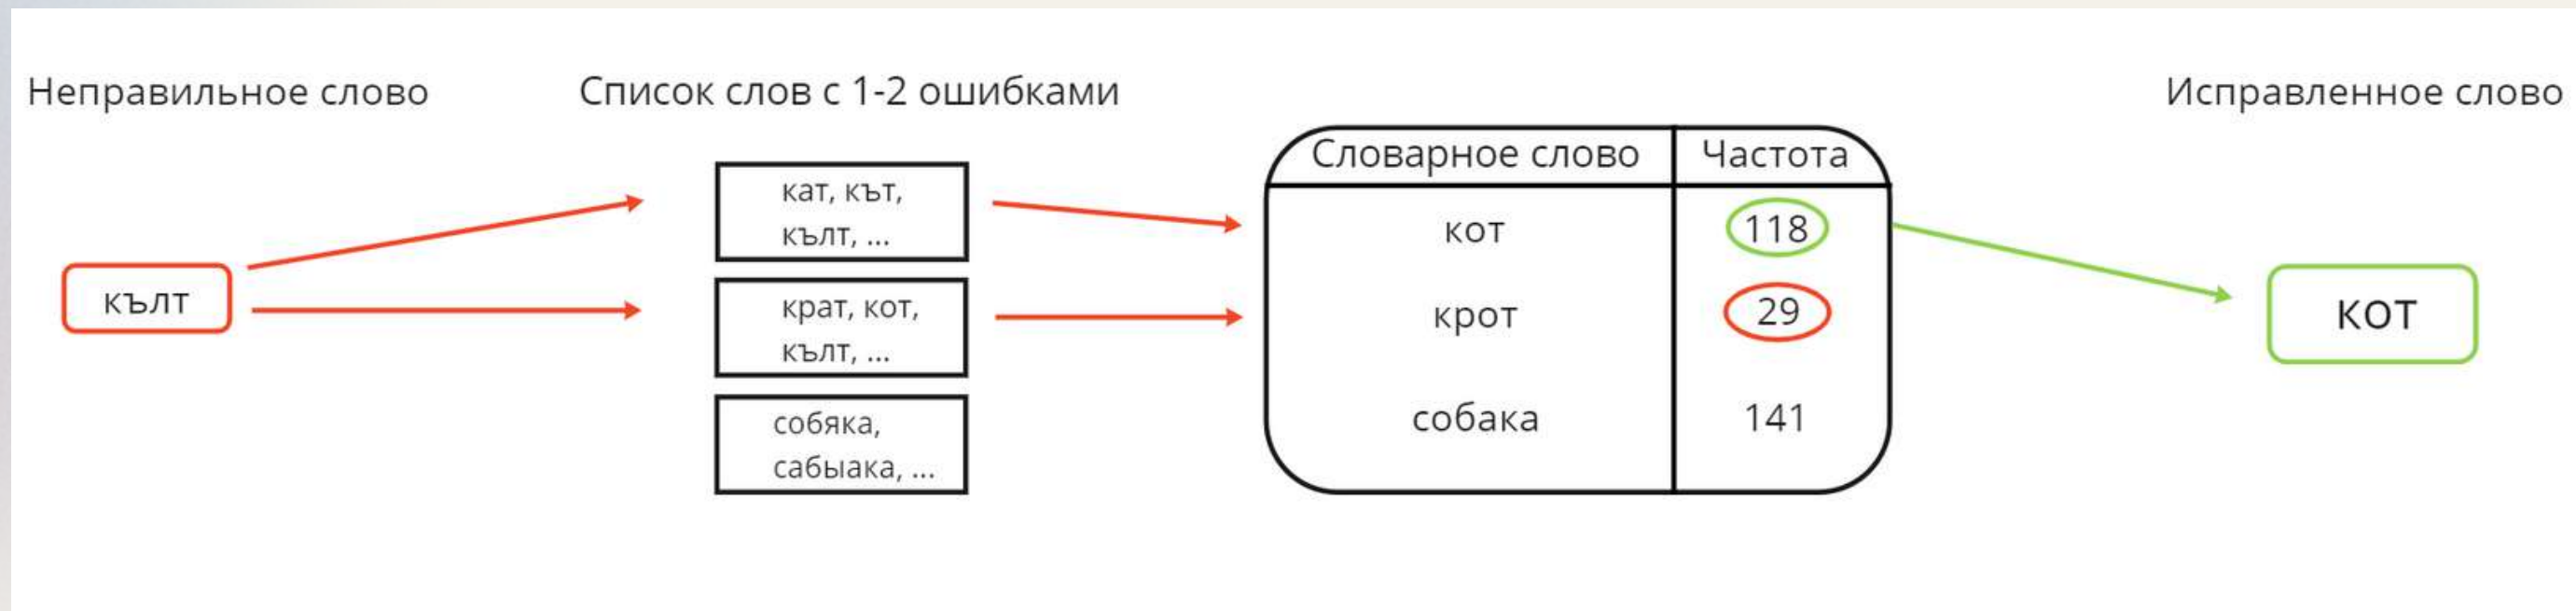 Неправильное слово
Список слов с 1-2 ошибками
Исправленное слово
кълт
кат, кът,
кълт, ...
крат, кот,
кълт, ...
собяка,
сабыака, ...
Словарное слово Частота
кот 118
крот 29
собака 141
кот